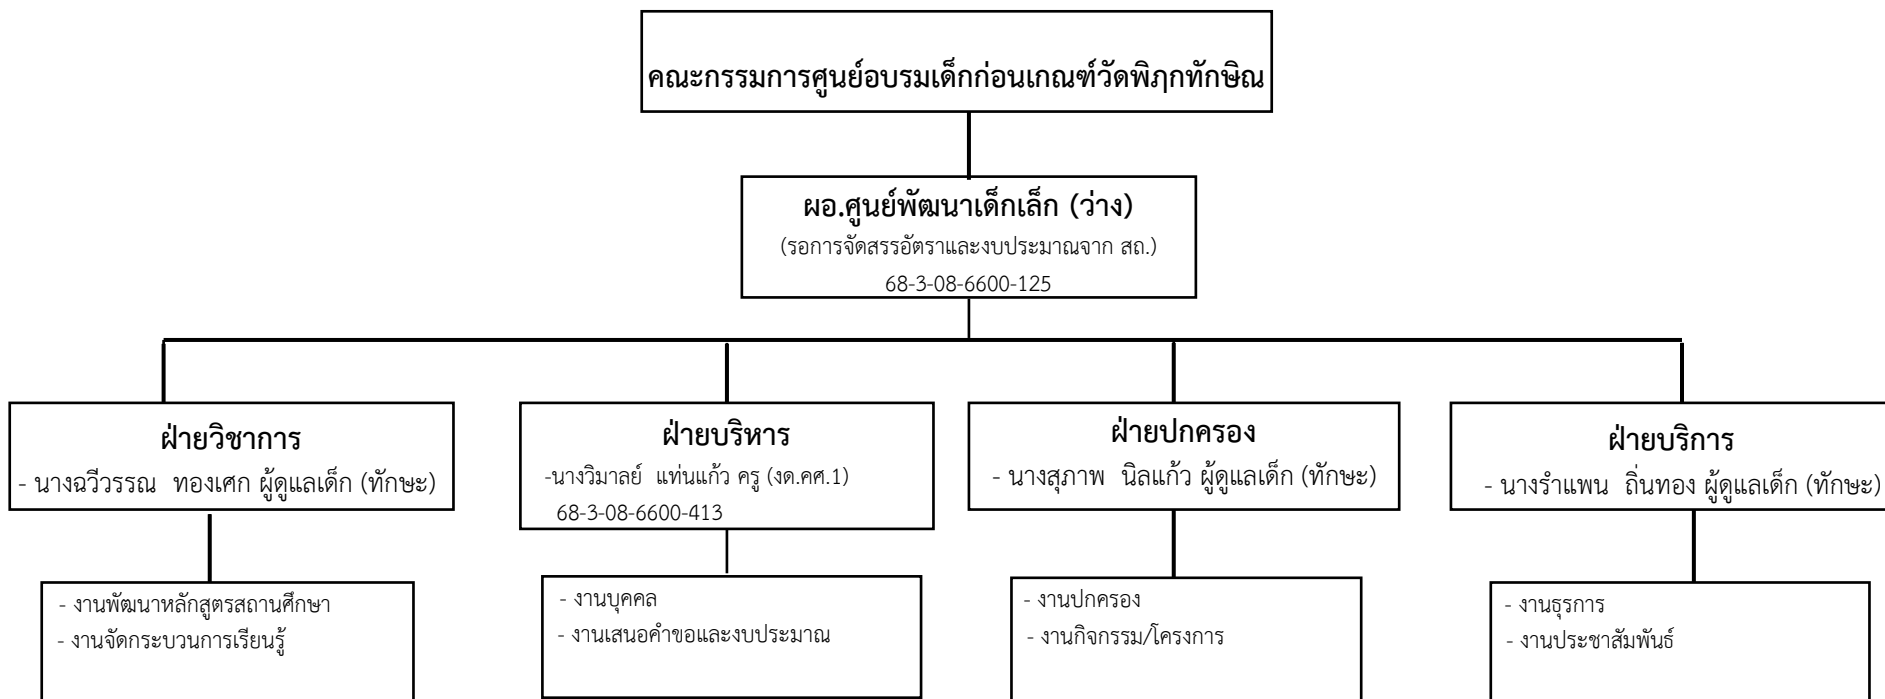 คณะกรรมการศูนย์อบรมเด็กก่อนเกณฑ์วัดพิภุกทักษิณ
ผอ.ศูนย์พัฒนาเด็กเล็ก (ว่าง)
(รอการจัดสรรอัตราและงบประมาณจาก สถ.)
68-3-08-6600-125
ฝ่ายวิชาการ
- นางฉวีวรรณ ทองเศก ผู้ดูแลเด็ก (ทักษะ)
- งานพัฒนาหลักสูตรสถานศึกษา
- งานจัดกระบวนการเรียนรู้
ฝ่ายบริหาร
-นางวิมาลย์ แท่นแก้ว ครู (งด.คศ.1)
68-3-08-6600-413
- งานบุคคล
- งานเสนอคำขอและงบประมาณ
ฝ่ายปกครอง
- นางสุภาพ นิลแก้ว ผู้ดูแลเด็ก (ทักษะ)
- งานปกครอง
- งานกิจกรรม/โครงการ
ฝ่ายบริการ
- นางรำแพน ถิ่นทอง ผู้ดูแลเด็ก (ทักษะ)
- งานธุรการ
- งานประชาสัมพันธ์